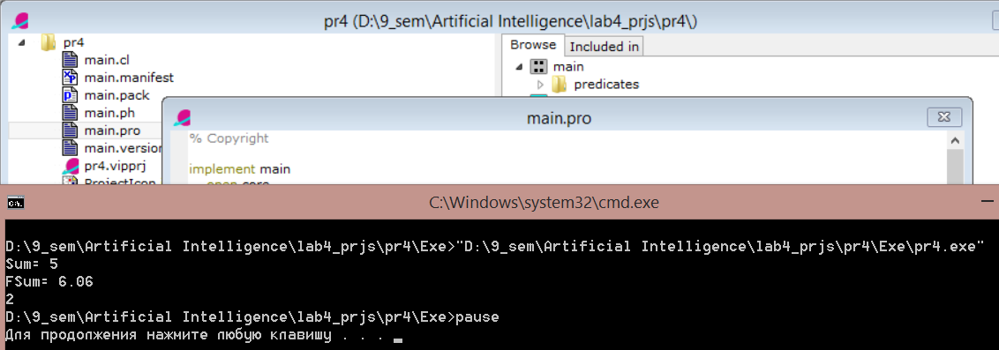 pr4 (D:\9_sem\Artificial Intelligence\lab4_prjs\pr4\)
pr4
main.cl
main.manifest
main.pack
main.ph
main.pro
main.version
pr4.vipprj
ProjectIcon
Browse
Included in
main
predicates
main.pro
% Copyright
implement main
open core
C:\Windows\system32\cmd.exe
D:\9_sem\Artificial Intelligence\lab4_prjs\pr4\Exe>"D:\9_sem\Artificial Intelligence\lab4_prjs\pr4\Exe\pr4.exe"
Sum= 5
FSum= 6.06
2
D:\9_sem\Artificial Intelligence\lab4_prjs\pr4\Exe>pause
Для продолжения нажмите любую клавишу . . .